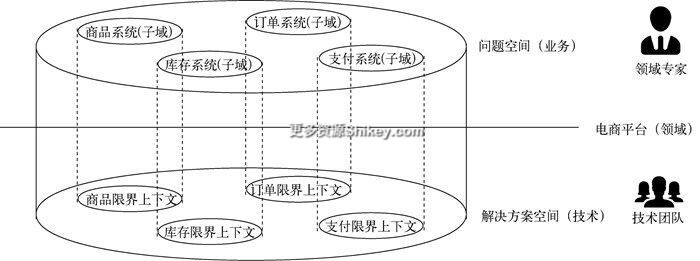 商品系统(子域)
订单系统(子域)
库存系统(子域)
支付系统(子域)
问题空间（业务）
领域专家
更多资源Shikey.com
电商平台（领域）
商品限界上下文
订单限界上下文
库存限界上下文
支付限界上下文
解决方案空间（技术）
技术团队